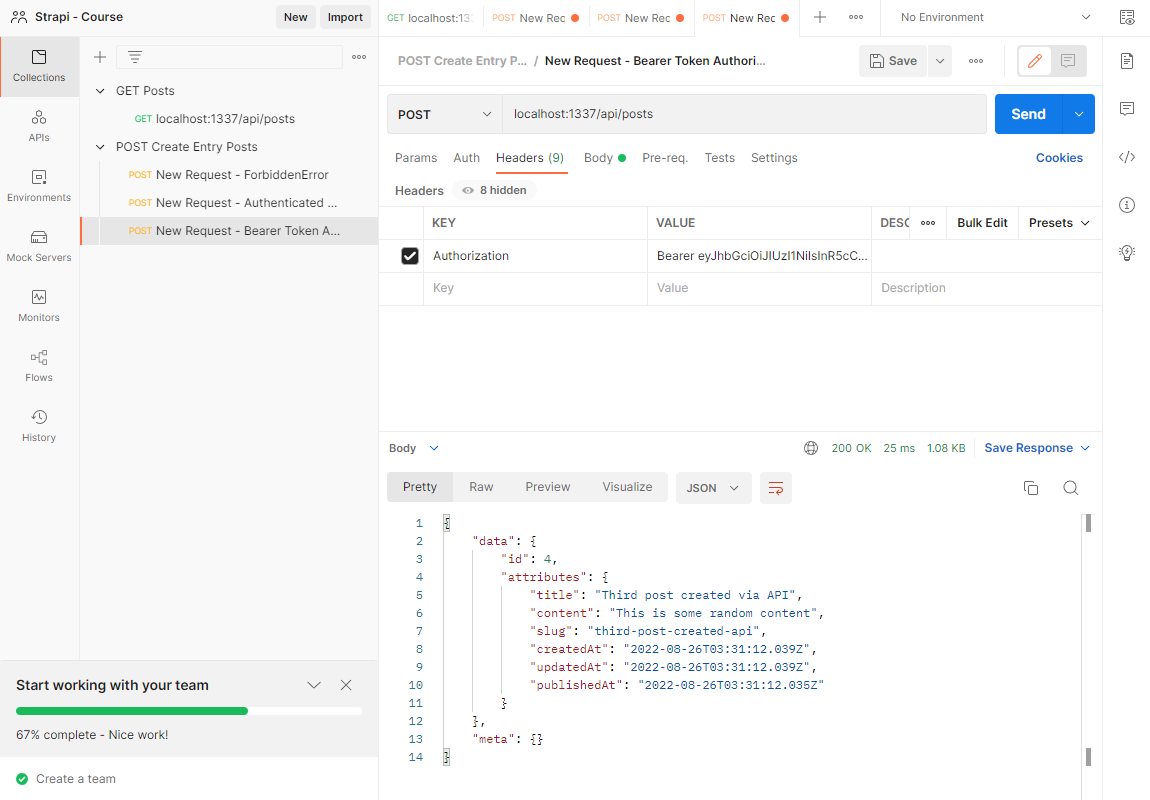 Strapi - Course
New
Import
GET localhost:13
POST New Rec
POST New Rec
POST New Rec
No Environment
Collections
APIs
Environments
Mock Servers
Monitors
Flows
History
GET Posts
GET localhost:1337/api/posts
POST Create Entry Posts
POST New Request - ForbiddenError
POST New Request - Authenticated ...
POST New Request - Bearer Token A...
Start working with your team
67% complete - Nice work!
Create a team
POST Create Entry P... / New Request - Bearer Token Authori...
Save
POST
localhost:1337/api/posts
Send
Params Auth Headers (9) Body Pre-req. Tests Settings
Cookies
Headers 8 hidden
KEY VALUE DESC Bulk Edit Presets
Authorization Bearer eyJhbGciOiJIUzI1NiIsInR5cC...
Key Value Description
Body
200 OK 25 ms 1.08 KB Save Response
Pretty Raw Preview Visualize JSON
1 {
2 "data": {
3 "id": 4,
4 "attributes": {
5 "title": "Third post created via API",
6 "content": "This is some random content",
7 "slug": "third-post-created-api",
8 "createdAt": "2022-08-26T03:31:12.039Z",
9 "updatedAt": "2022-08-26T03:31:12.039Z",
10 "publishedAt": "2022-08-26T03:31:12.035Z"
11 }
12 },
13 "meta": {}
14 }